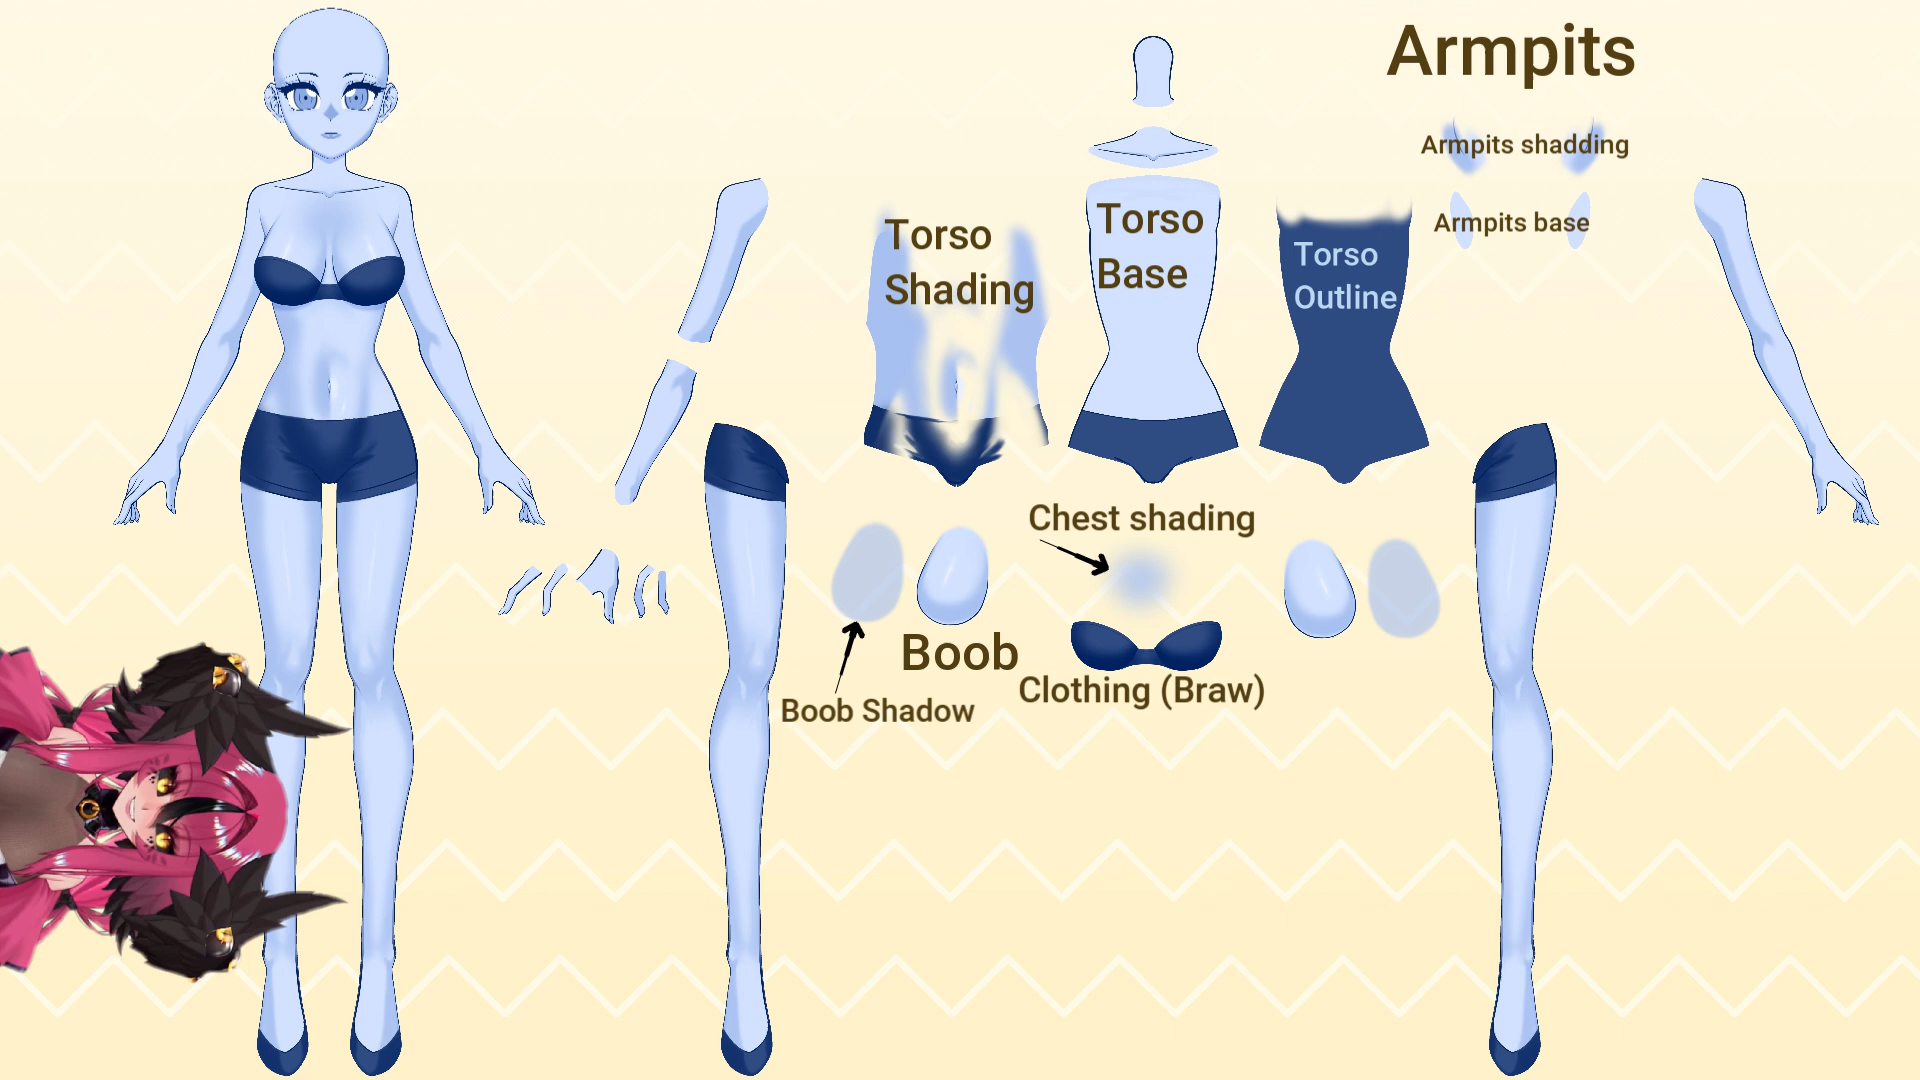 Armpits
Armpits shadding
Armpits base
Torso
Shading
Torso
Base
Torso
Outline
Chest shading
Boob
Boob Shadow
Clothing (Braw)